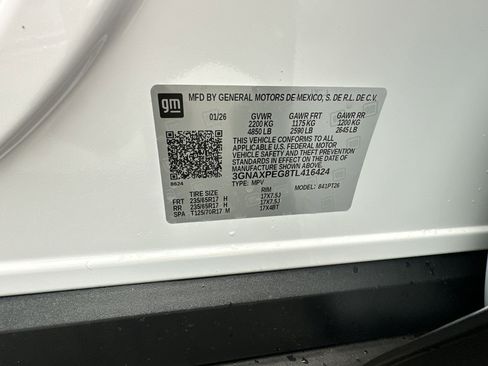 gm
MFD BY GENERAL MOTORS DE MEXICO, S. DE R.L. DE C.V.
01/26 GVWR GAWR FRT GAWR RR
2200 KG 1175 KG 1200 KG
4850 LB 2590 LB 2645 LB
THIS VEHICLE CONFORMS TO ALL
APPLICABLE U.S. FEDERAL MOTOR
VEHICLE SAFETY AND THEFT
PREVENTION STANDARDS IN EFFECT ON
THE DATE OF MANUFACTURE SHOWN ABOVE.
3GNAXPEG8TL416424
8624 TYPE: MPV MODEL: 841PT26
TIRE SIZE RIM
FRT 235/65R17 H 17X7.5J
RR 235/65R17 H 17X7.5J
SPA T125/70R17 M 17X4BT